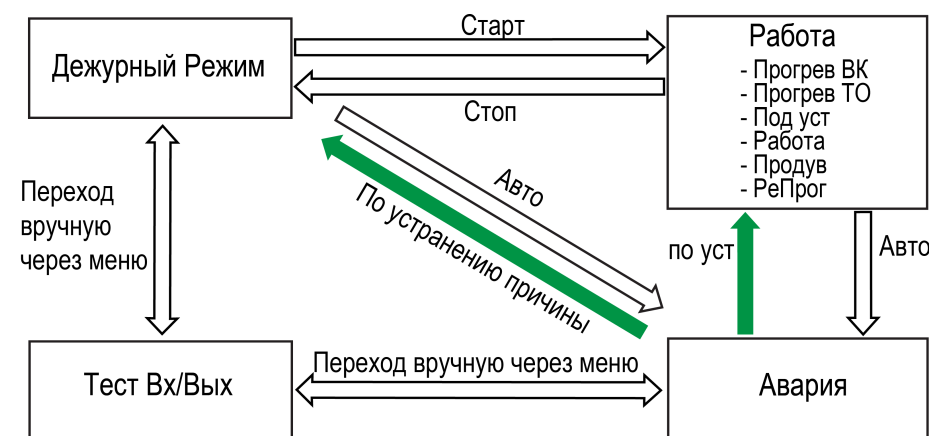 Старт
Дежурный Режим
Стоп
Работа
- Прогрев ВК
- Прогрев ТО
- Под уст
- Работа
- Продув
- РеПрог
Переход
вручную
через меню
Авто
По устранению причины
по уст
Авто
Тест Вх/Вых
Переход вручную через меню
Авария